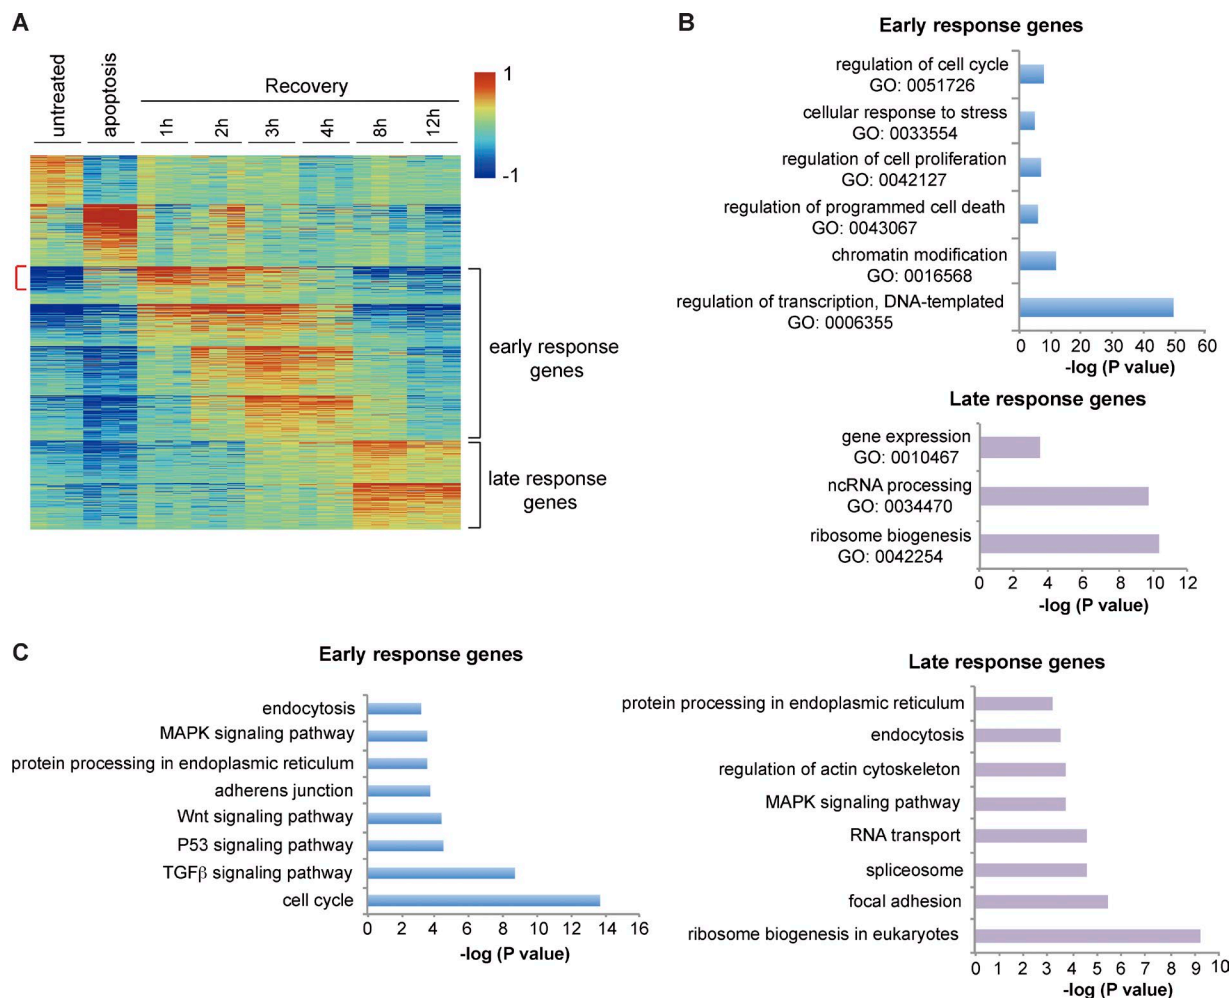 A
untreated
apoptosis
Recovery
1h
2h
3h
4h
8h
12h
1
-1
early response
genes
late response
genes
B
Early response genes
regulation of cell cycle
GO: 0051726
cellular response to stress
GO: 0033554
regulation of cell proliferation
GO: 0042127
regulation of programmed cell death
GO: 0043067
chromatin modification
GO: 0016568
regulation of transcription, DNA-templated
GO: 0006355
0 10 20 30 40 50 60
-log (P value)
Late response genes
gene expression
GO: 0010467
ncRNA processing
GO: 0034470
ribosome biogenesis
GO: 0042254
0 2 4 6 8 10 12
-log (P value)
C
Early response genes
endocytosis
MAPK signaling pathway
protein processing in endoplasmic reticulum
adherens junction
Wnt signaling pathway
P53 signaling pathway
TGFβ signaling pathway
cell cycle
0 2 4 6 8 10 12 14 16
-log (P value)
Late response genes
protein processing in endoplasmic reticulum
endocytosis
regulation of actin cytoskeleton
MAPK signaling pathway
RNA transport
spliceosome
focal adhesion
ribosome biogenesis in eukaryotes
0 1 2 3 4 5 6 7 8 9 10
-log (P value)